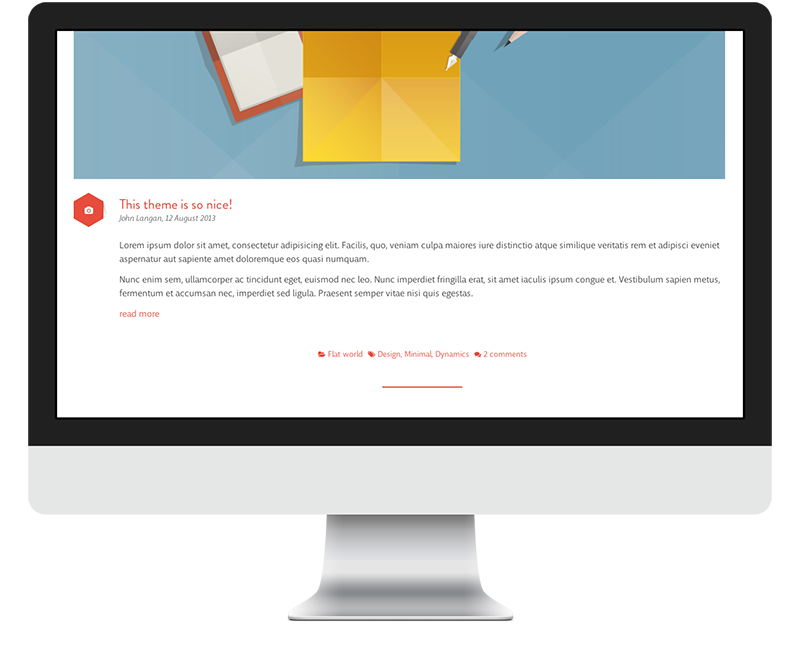 This theme is so nice!
John Langan, 12 August 2013
Lorem ipsum dolor sit amet, consectetur adipisicing elit. Facilis, quo, veniam culpa maiores iure distinctio atque similique veritatis rem et adipisci eveniet
aspernatur aut sapiente amet doloremque eos quasi numquam.
Nunc enim sem, ullamcorper ac tincidunt eget, euismod nec leo. Nunc imperdiet fringilla erat, sit amet iaculis ipsum congue et. Vestibulum sapien metus,
fermentum et accumsan nec, imperdiet sed ligula. Praesent semper vitae nisi quis egestas.
read more
Flat world Design, Minimal, Dynamics 2 comments